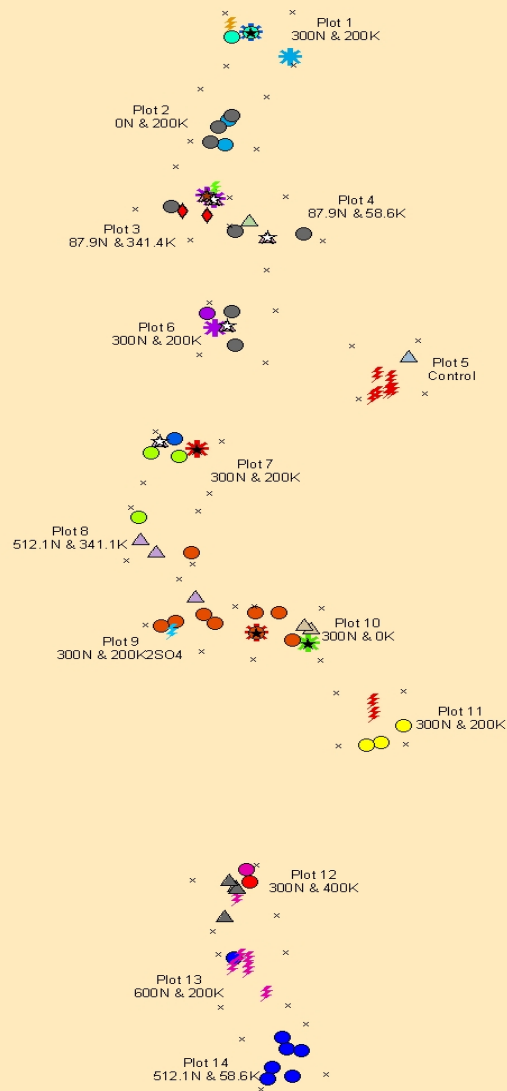 Plot 1
300N & 200K
Plot 2
0N & 200K
Plot 4
87.9N & 58.6K
Plot 3
87.9N & 341.4K
Plot 6
300N & 200K
Plot 5
Control
Plot 7
300N & 200K
Plot 8
512.1N & 341.1K
Plot 10
300N & 0K
Plot 9
300N & 200K2SO4
Plot 11
300N & 200K
Plot 12
300N & 400K
Plot 13
600N & 200K
Plot 14
512.1N & 58.6K